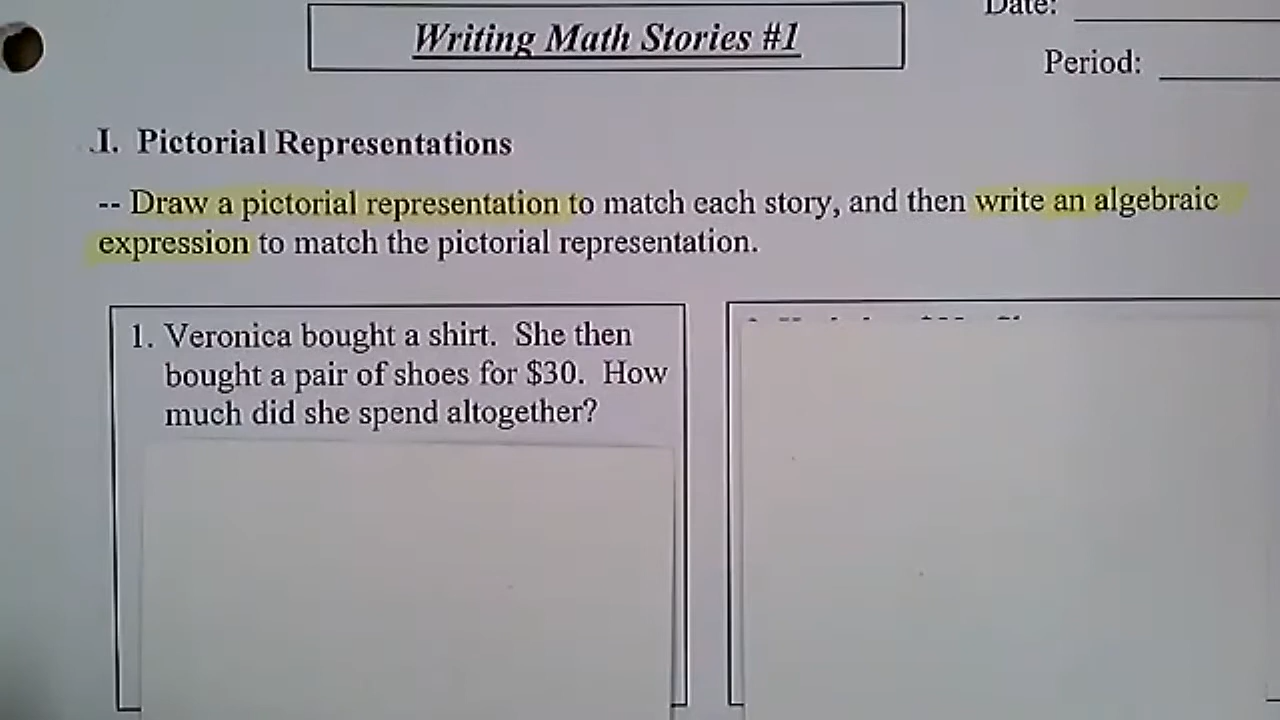 Writing Math Stories #1
Date:
Period:
I. Pictorial Representations
-- Draw a pictorial representation to match each story, and then write an algebraic
expression to match the pictorial representation.
1. Veronica bought a shirt. She then
bought a pair of shoes for $30. How
much did she spend altogether?